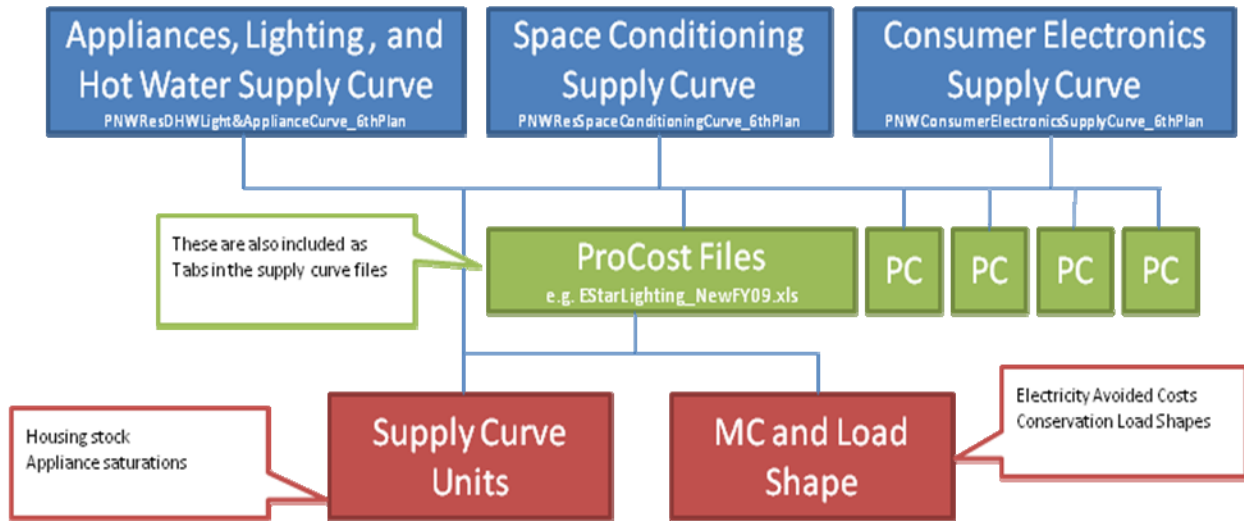 Appliances, Lighting , and
Hot Water Supply Curve
PNWResDHWLight&ApplianceCurve_6thPlan
Space Conditioning
Supply Curve
PNWResSpaceConditioningCurve_6thPlan
Consumer Electronics
Supply Curve
PNWConsumerElectronicsSupplyCurve_6thPlan
These are also included as
Tabs in the supply curve files
ProCost Files
e.g. EStarLighting_NewFY09.xls
PC
PC
PC
PC
Housing stock
Appliance saturations
Supply Curve
Units
MC and Load
Shape
Electricity Avoided Costs
Conservation Load Shapes